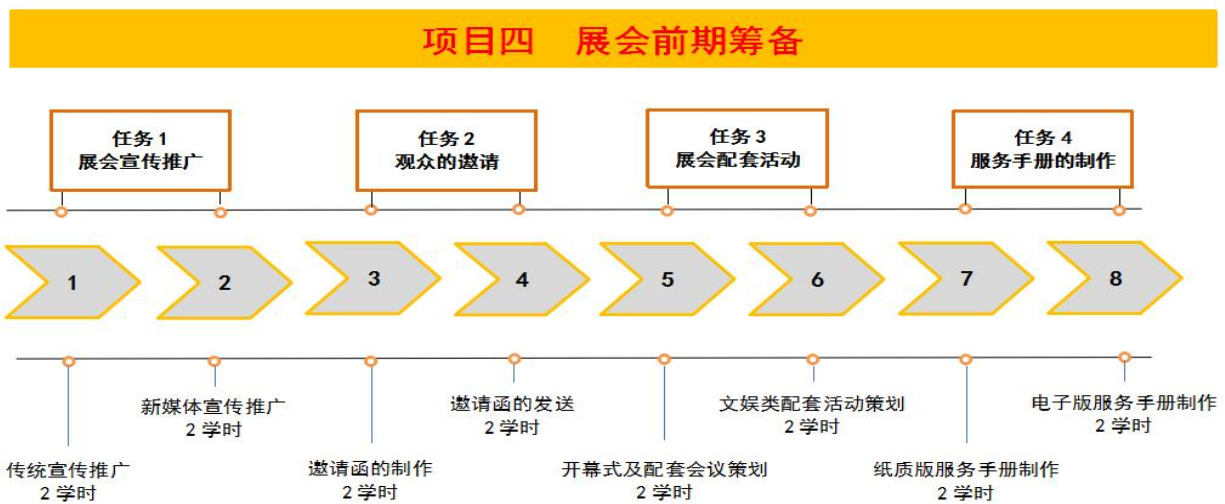 项目四 展会前期筹备
任务 1
展会宣传推广
任务 2
观众的邀请
任务 3
展会配套活动
任务 4
服务手册的制作
1
2
3
4
5
6
7
8
传统宣传推广
2 学时
新媒体宣传推广
2 学时
邀请函的制作
2 学时
邀请函的发送
2 学时
开幕式及配套会议策划
2 学时
文娱类配套活动策划
2 学时
纸质版服务手册制作
2 学时
电子版服务手册制作
2 学时